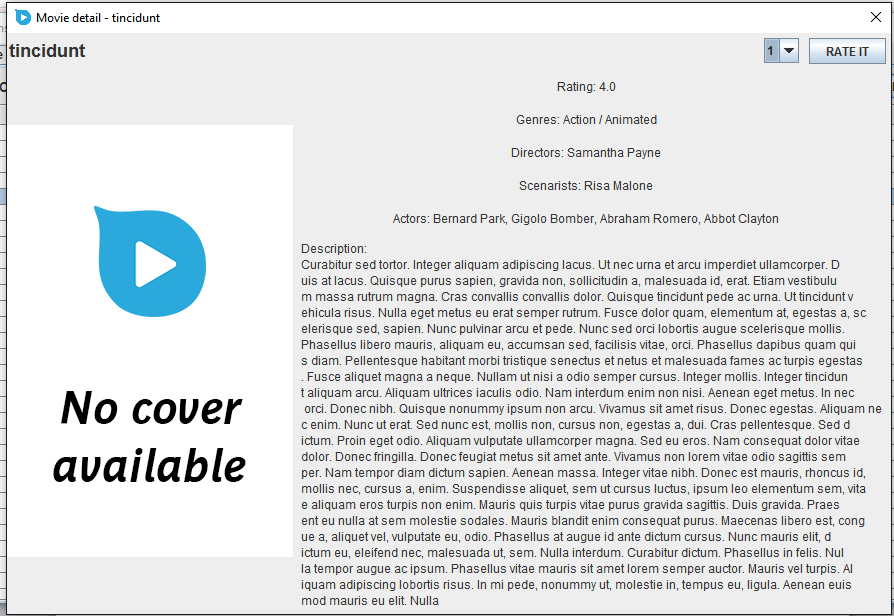 Movie detail - tincidunt
tincidunt
1
RATE IT
Rating: 4.0
Genres: Action / Animated
Directors: Samantha Payne
Scenarists: Risa Malone
Actors: Bernard Park, Gigolo Bomber, Abraham Romero, Abbot Clayton
No cover
available
Description:
Curabitur sed tortor. Integer aliquam adipiscing lacus. Ut nec urna et arcu imperdiet ullamcorper. D
uis at lacus. Quisque purus sapien, gravida non, sollicitudin a, malesuada id, erat. Etiam vestibulu
m massa rutrum magna. Cras convallis convallis dolor. Quisque tincidunt pede ac urna. Ut tincidunt v
ehicula risus. Nulla eget metus eu erat semper rutrum. Fusce dolor quam, elementum at, egestas a, sc
elerisque sed, sapien. Nunc pulvinar arcu et pede. Nunc sed orci lobortis augue scelerisque mollis.
Phasellus libero mauris, aliquam eu, accumsan sed, facilisis vitae, orci. Phasellus dapibus quam qui
s diam. Pellentesque habitant morbi tristique senectus et netus et malesuada fames ac turpis egestas
. Fusce aliquet magna a neque. Nullam ut nisi a odio semper cursus. Integer mollis. Integer tincidun
t aliquam arcu. Aliquam ultrices iaculis odio. Nam interdum enim non nisi. Aenean eget metus. In nec
orci. Donec nibh. Quisque nonummy ipsum non arcu. Vivamus sit amet risus. Donec egestas. Aliquam ne
c enim. Nunc ut erat. Sed nunc est, mollis non, cursus non, egestas a, dui. Cras pellentesque. Sed d
ictum. Proin eget odio. Aliquam vulputate ullamcorper magna. Sed eu eros. Nam consequat dolor vitae
dolor. Donec fringilla. Donec feugiat metus sit amet ante. Vivamus non lorem vitae odio sagittis sem
per. Nam tempor diam dictum sapien. Aenean massa. Integer vitae nibh. Donec est mauris, rhoncus id,
mollis nec, cursus a, enim. Suspendisse aliquet, sem ut cursus luctus, ipsum leo elementum sem, vita
e aliquam eros turpis non enim. Mauris quis turpis vitae purus gravida sagittis. Duis gravida. Praes
ent eu nulla at sem molestie sodales. Mauris blandit enim consequat purus. Maecenas libero est, cong
ue a, aliquet vel, vulputate eu, odio. Phasellus at augue id ante dictum cursus. Nunc mauris elit, d
ictum eu, eleifend nec, malesuada ut, sem. Nulla interdum. Curabitur dictum. Phasellus in felis. Nul
la tempor augue ac ipsum. Phasellus vitae mauris sit amet lorem semper auctor. Mauris vel turpis. Al
iquam adipiscing lobortis risus. In mi pede, nonummy ut, molestie in, tempus eu, ligula. Aenean euis
mod mauris eu elit. Nulla